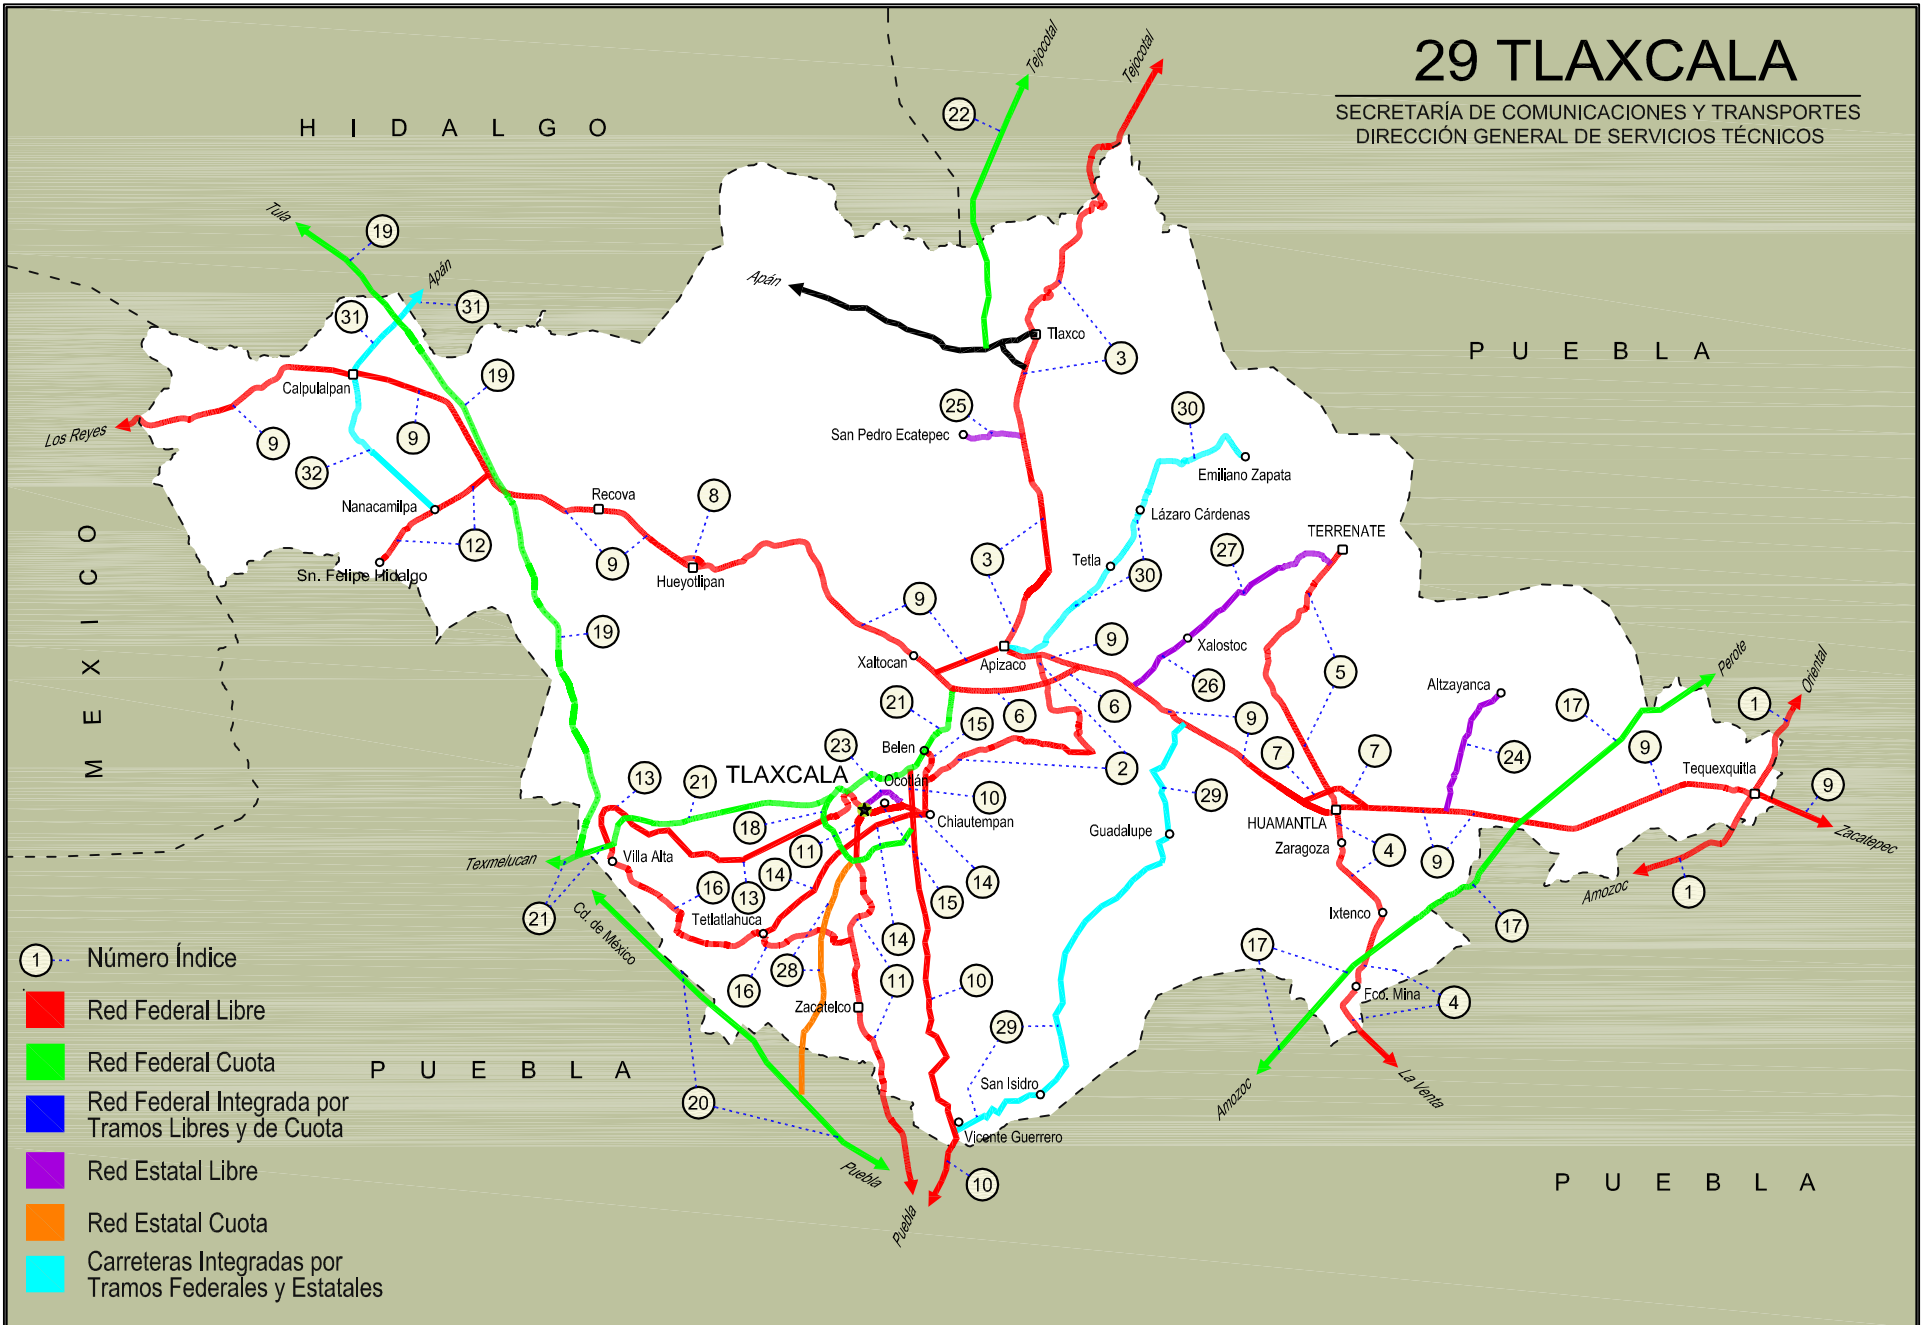 29 TLAXCALA
SECRETARÍA DE COMUNICACIONES Y TRANSPORTES
DIRECCIÓN GENERAL DE SERVICIOS TÉCNICOS
Tejocotal
Tejocotal
22
H I D A L G O
Tula
19
Apán
31
31
Apán
Tlaxco
3
P U E B L A
Calpulalpan
19
Los Reyes
9
9
32
25
San Pedro Ecatepec
30
Emiliano Zapata
Nanacamilpa
Recova
8
Lázaro Cárdenas
TERRENATE
12
9
Sn. Felipe Hidalgo
Hueyotlipan
3
Tetla
30
27
M E X I C O
9
19
Xaltocan
Apizaco
9
Xalostoc
26
5
Altzayanca
Perote
Oriental
21
6
6
15
9
17
1
Belen
23
2
7
7
24
9
Tequexquitla
TLAXCALA
Ocotlán
13
21
10
29
9
Zacatepec
18
Chiautempan
HUAMANTLA
Guadalupe
Zaragoza
4
9
Texmelucan
Villa Alta
11
14
16
13
15
14
Amozoc
1
21
Cd. de México
Tetlatlahuca
Ixtenco
17
14
17
28
16
11
10
Zacatelco
Fco. Mina
4
29
1
Número Índice
Red Federal Libre
Red Federal Cuota
Red Federal Integrada por
Tramos Libres y de Cuota
Red Estatal Libre
Red Estatal Cuota
Carreteras Integradas por
Tramos Federales y Estatales
P U E B L A
20
San Isidro
Amozoc
La Venta
Vicente Guerrero
Puebla
10
Puebla
P U E B L A